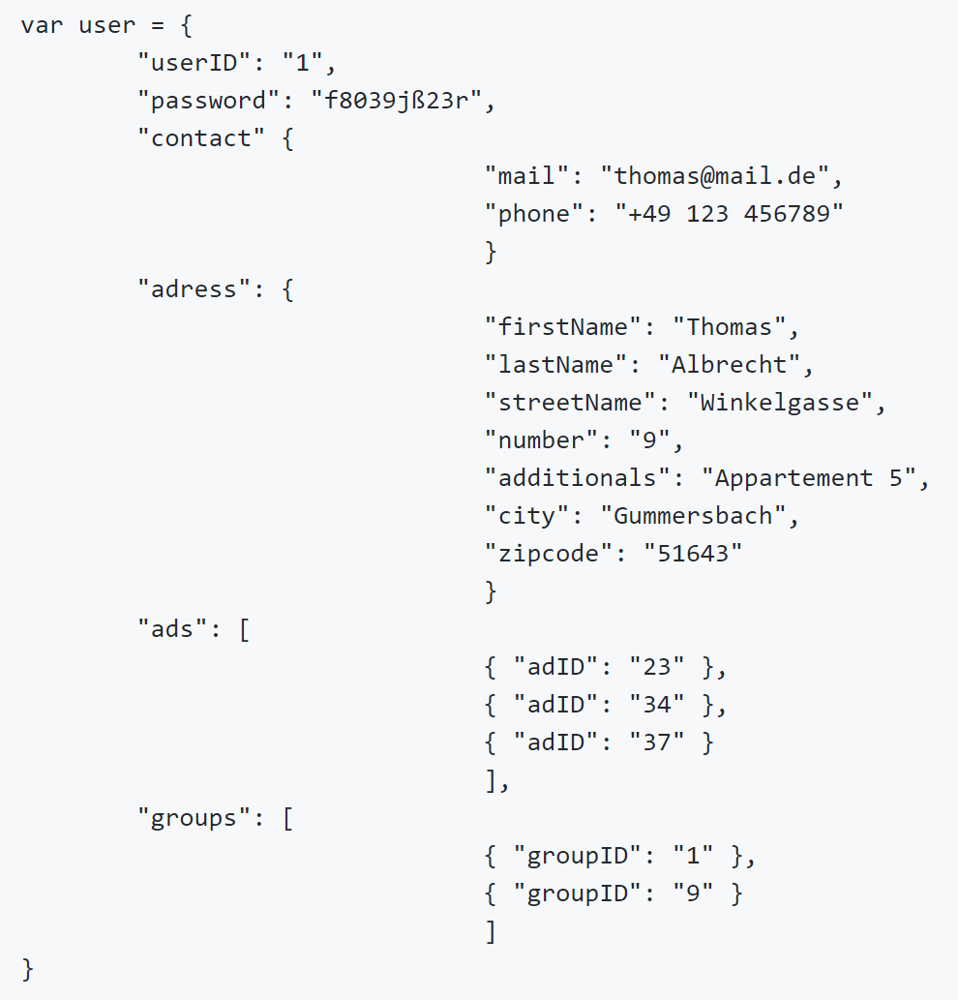 var user = {
"userID": "1",
"password": "f8039jß23r",
"contact" {
"mail": "thomas@mail.de",
"phone": "+49 123 456789"
}
"adress": {
"firstName": "Thomas",
"lastName": "Albrecht",
"streetName": "Winkelgasse",
"number": "9",
"additionals": "Appartement 5",
"city": "Gummersbach",
"zipcode": "51643"
}
"ads": [
{ "adID": "23" },
{ "adID": "34" },
{ "adID": "37" }
],
"groups": [
{ "groupID": "1" },
{ "groupID": "9" }
]
}